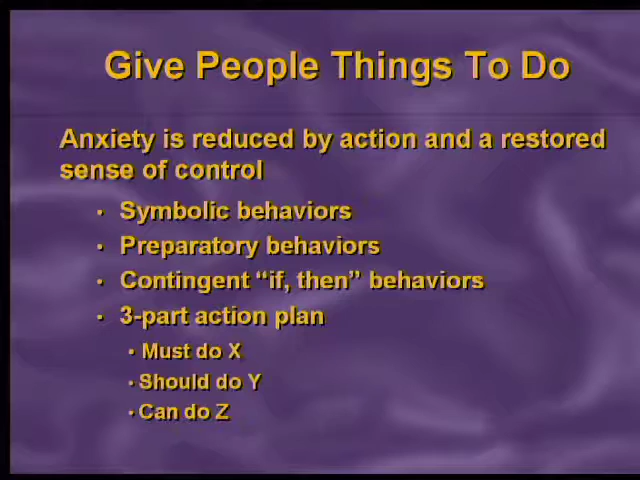 Give People Things To Do
Anxiety is reduced by action and a restored
sense of control
• Symbolic behaviors
• Preparatory behaviors
• Contingent “if, then” behaviors
• 3-part action plan
• Must do X
• Should do Y
• Can do Z